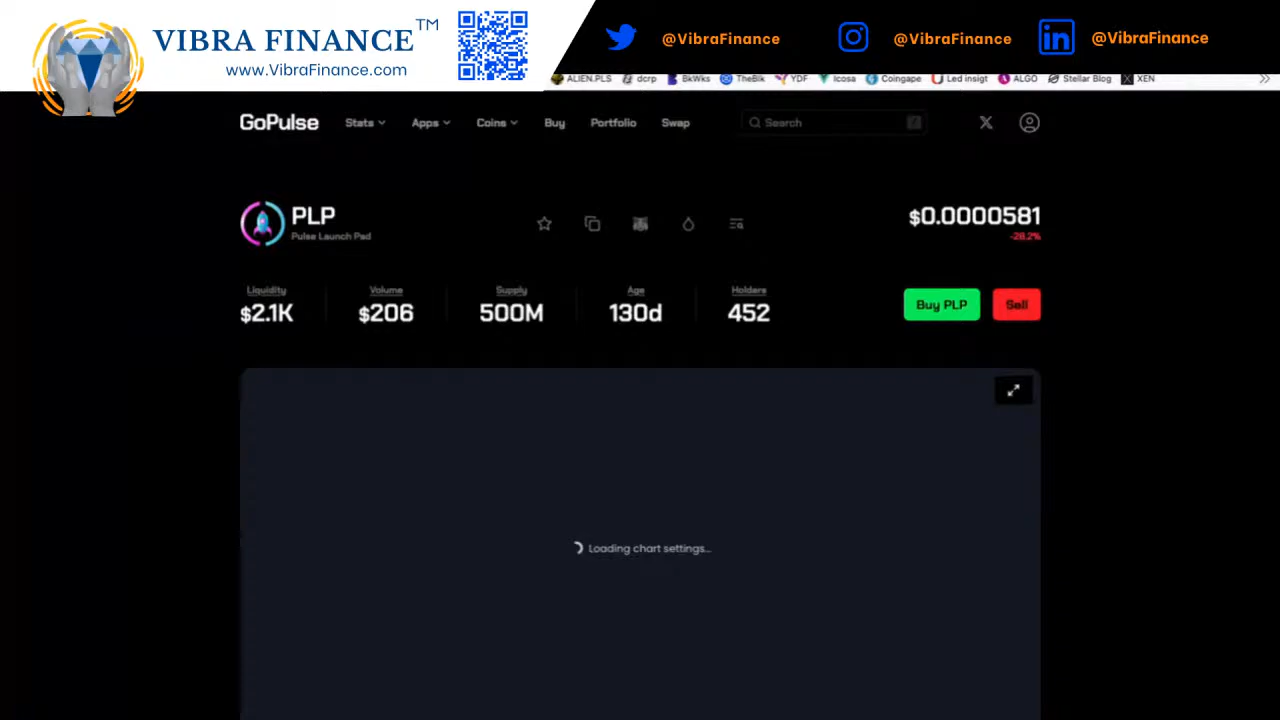 VIBRA FINANCE™
www.VibraFinance.com
@VibraFinance
@VibraFinance
@VibraFinance
ALIEN.PLS dcrp BkWks TheBlk YDF Icosa Coingape Led insigt ALGO Stellar Blog XEN
GoPulse Stats Apps Coins Buy Portfolio Swap Search /
PLP
Pulse Launch Pad
$0.0000581
-28.2%
Liquidity Volume Supply Age Holders
$2.1K $206 500M 130d 452
Buy PLP Sell
Loading chart settings...